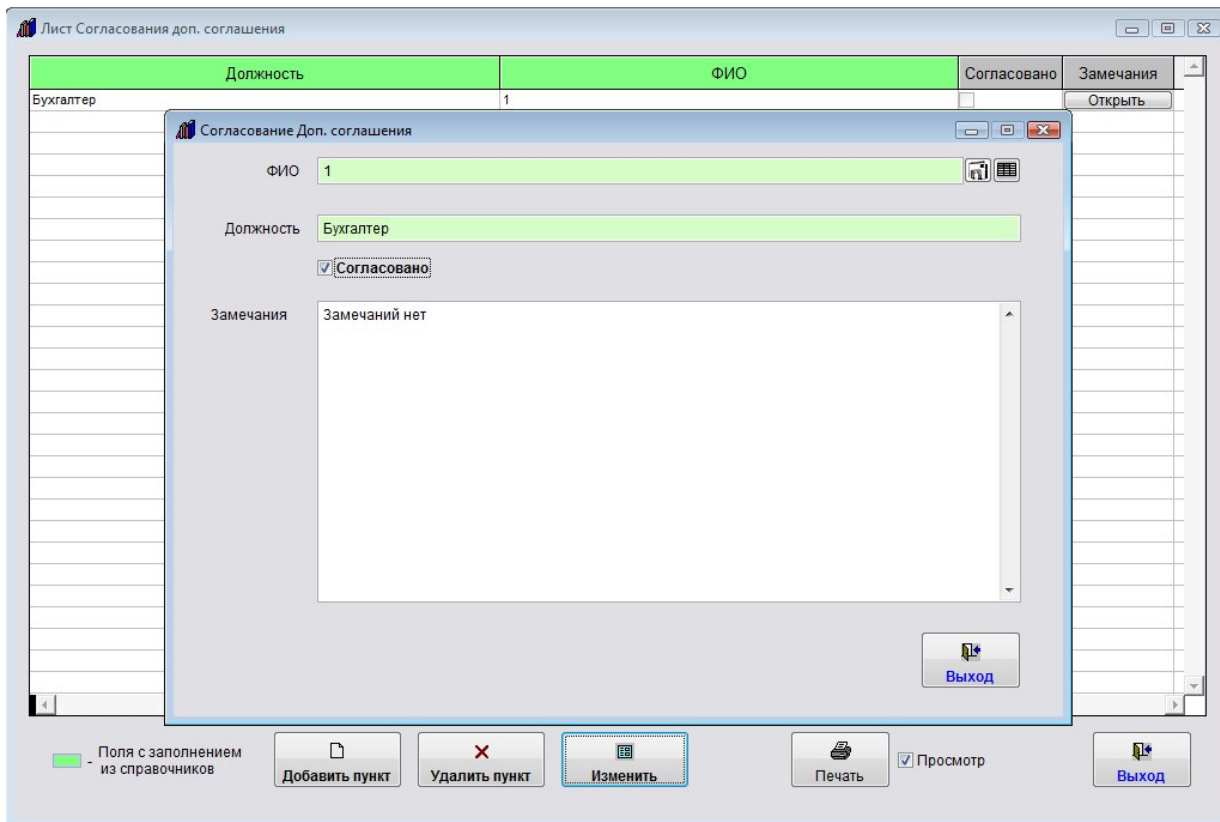 Лист Согласования доп. соглашения
Должность ФИО Согласовано Замечания
Бухгалтер 1 Открыть
Согласование Доп. соглашения
ФИО 1
Должность Бухгалтер
Согласовано
Замечания Замечаний нет
Выход
- Поля с заполнением
из справочников
Добавить пункт Удалить пункт Изменить Печать Просмотр Выход